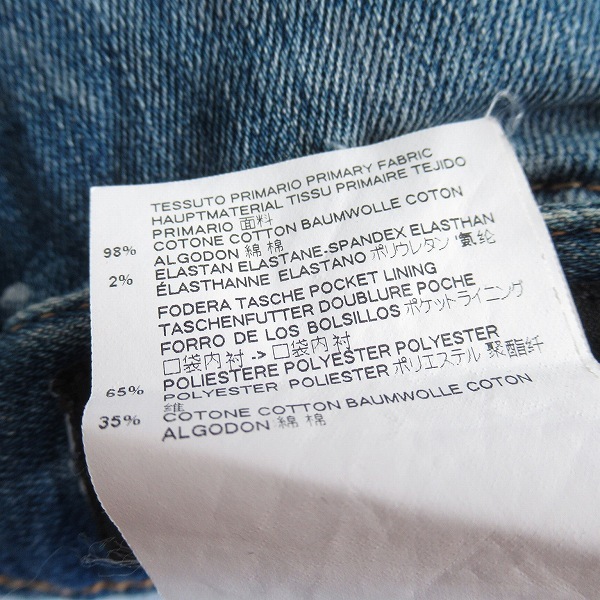 TESSUTO PRIMARIO PRIMARY FABRIC
HAUPTMATERIAL TISSU PRIMAIRE TEJIDO
PRIMARIO 面料
98% COTONE COTTON BAUMWOLLE COTON
ALGODON 綿 棉
2% ELASTAN ELASTANE-SPANDEX ELASTHAN
ÉLASTHANNE ELASTANO ポリウレタン 氨纶
FODERA TASCHE POCKET LINING
TASCHENFUTTER DOUBLURE POCHE
FORRO DE LOS BOLSILLOS ポケットライニング
口袋内衬 -> 口袋内衬
65% POLIESTERE POLYESTER POLYESTER
POLYESTER POLIESTER ポリエステル 聚酯纤
维
35% COTONE COTTON BAUMWOLLE COTON
ALGODON 綿 棉